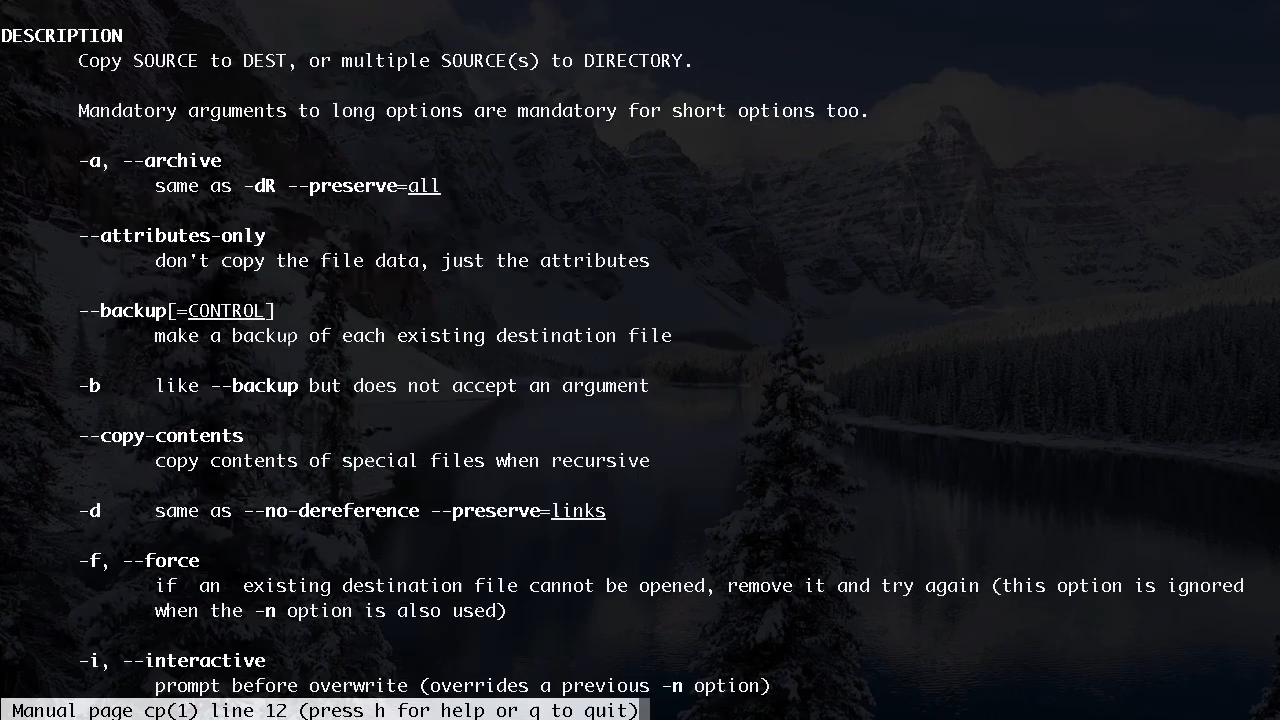 DESCRIPTION
Copy SOURCE to DEST, or multiple SOURCE(s) to DIRECTORY.
Mandatory arguments to long options are mandatory for short options too.
-a, --archive
same as -dR --preserve=all
--attributes-only
don't copy the file data, just the attributes
--backup[=CONTROL]
make a backup of each existing destination file
-b     like --backup but does not accept an argument
--copy-contents
copy contents of special files when recursive
-d     same as --no-dereference --preserve=links
-f, --force
if  an  existing destination file cannot be opened, remove it and try again (this option is ignored
when the -n option is also used)
-i, --interactive
prompt before overwrite (overrides a previous -n option)
Manual page cp(1) line 12 (press h for help or q to quit)